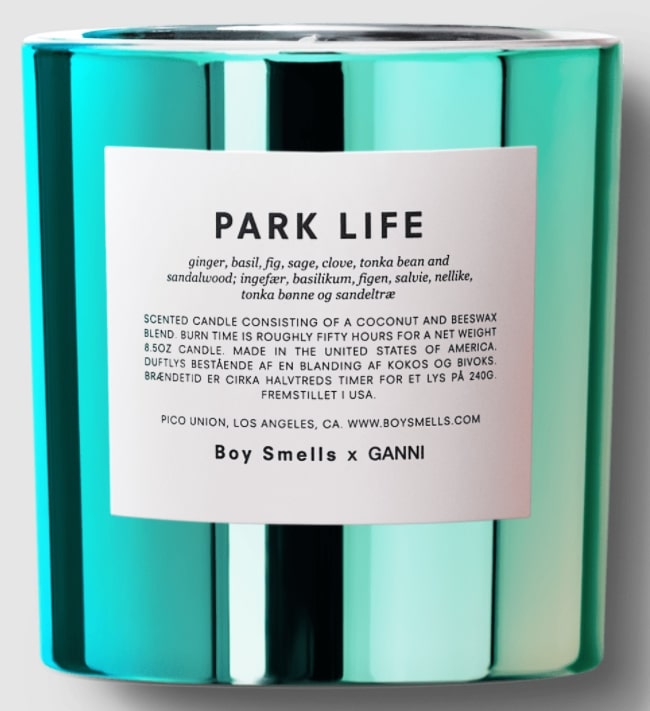 PARK LIFE
ginger, basil, fig, sage, clove, tonka bean and
sandalwood; ingefær, basilikum, figen, salvie, nellike,
tonka bønne og sandeltræ
SCENTED CANDLE CONSISTING OF A COCONUT AND BEESWAX
BLEND. BURN TIME IS ROUGHLY FIFTY HOURS FOR A NET WEIGHT
8.5OZ CANDLE. MADE IN THE UNITED STATES OF AMERICA.
DUFTLYS BESTÅENDE AF EN BLANDING AF KOKOS OG BIVOKS.
BRÆNDETID ER CIRKA HALVTREDS TIMER FOR ET LYS PÅ 240G.
FREMSTILLET I USA.
PICO UNION, LOS ANGELES, CA. WWW.BOYSMELLS.COM
Boy Smells x GANNI